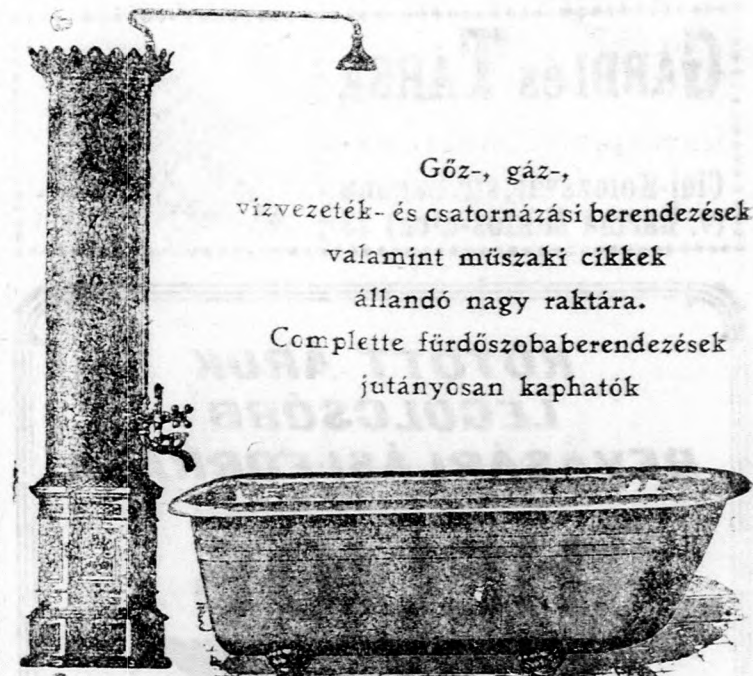 Gőz-, gáz-,
vízvezeték- és csatornázási berendezések
valamint műszaki cikkek
állandó nagy raktára.
Complette fürdőszobaberendezések
jutányosan kaphatók